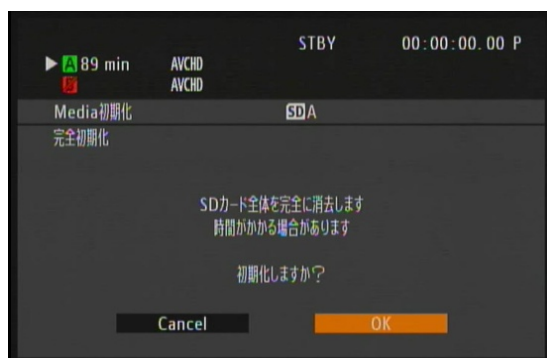 STBY 00:00:00.00 P
A 89 min AVCHD
AVCHD
Media初期化 SD A
完全初期化
SDカード全体を完全に消去します
時間がかかる場合があります
初期化しますか?
Cancel OK